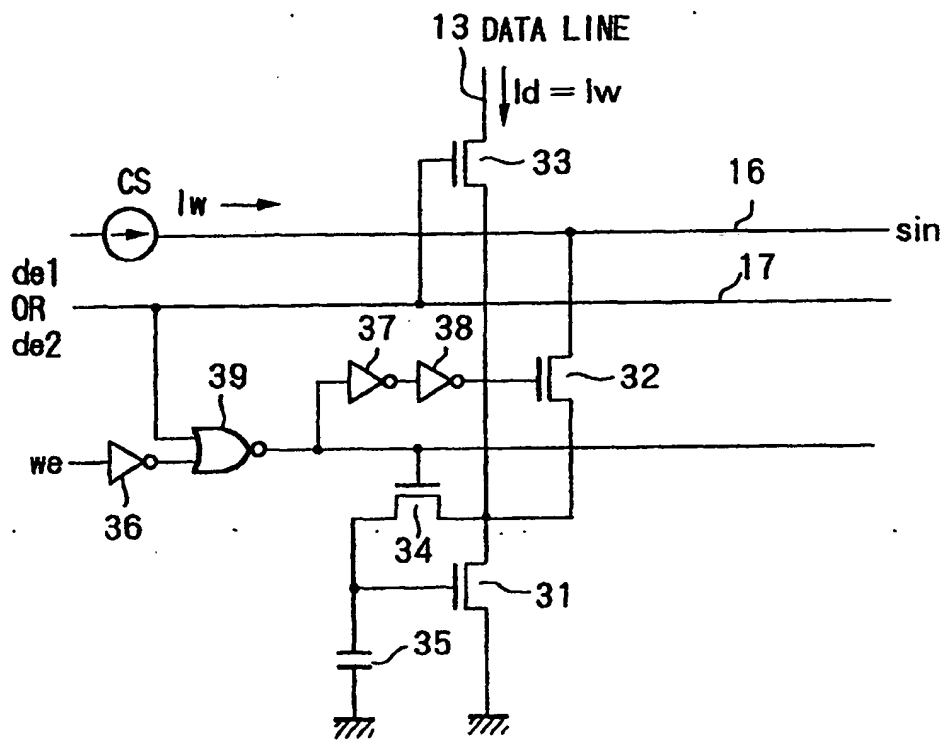 13 DATA LINE
Id = Iw
33
CS
Iw
16
sin
de1
OR
de2
17
37
38
32
39
we
36
34
31
35